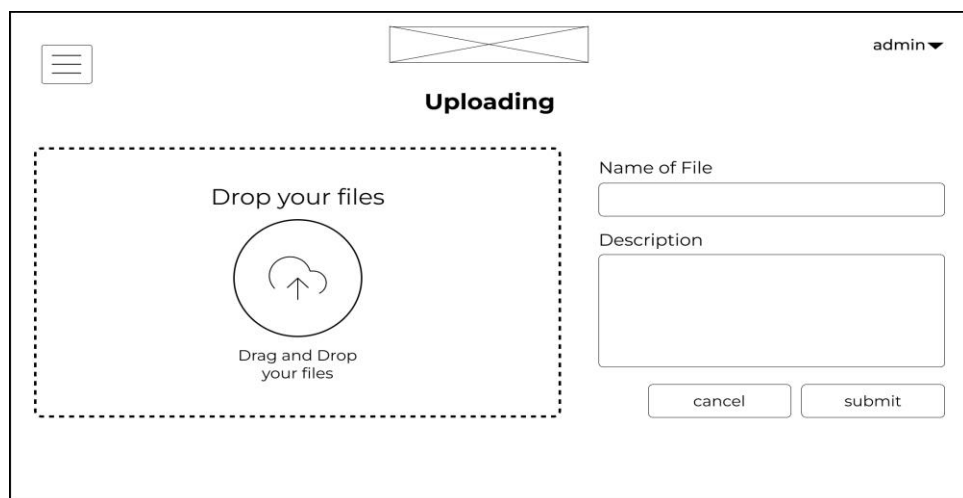 admin
Uploading
Drop your files
Drag and Drop
your files
Name of File
Description
cancel
submit